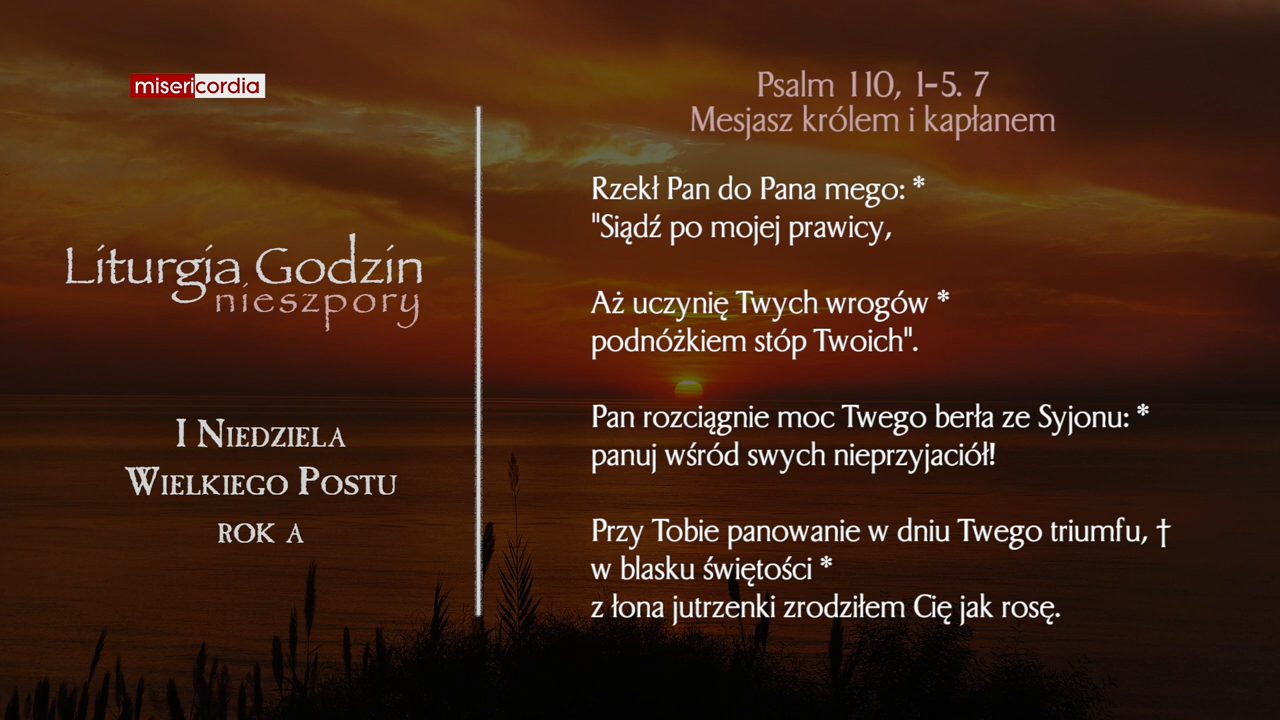 misericordia
Liturgia Godzin
nieszpory
I Niedziela
Wielkiego Postu
rok A
Psalm 110, 1-5. 7
Mesjasz królem i kapłanem
Rzekł Pan do Pana mego: *
"Siądź po mojej prawicy,
Aż uczynię Twych wrogów *
podnóżkiem stóp Twoich".
Pan rozciągnie moc Twego berła ze Syjonu: *
panuj wśród swych nieprzyjaciół!
Przy Tobie panowanie w dniu Twego triumfu, †
w blasku świętości *
z łona jutrzenki zrodziłem Cię jak rosę.